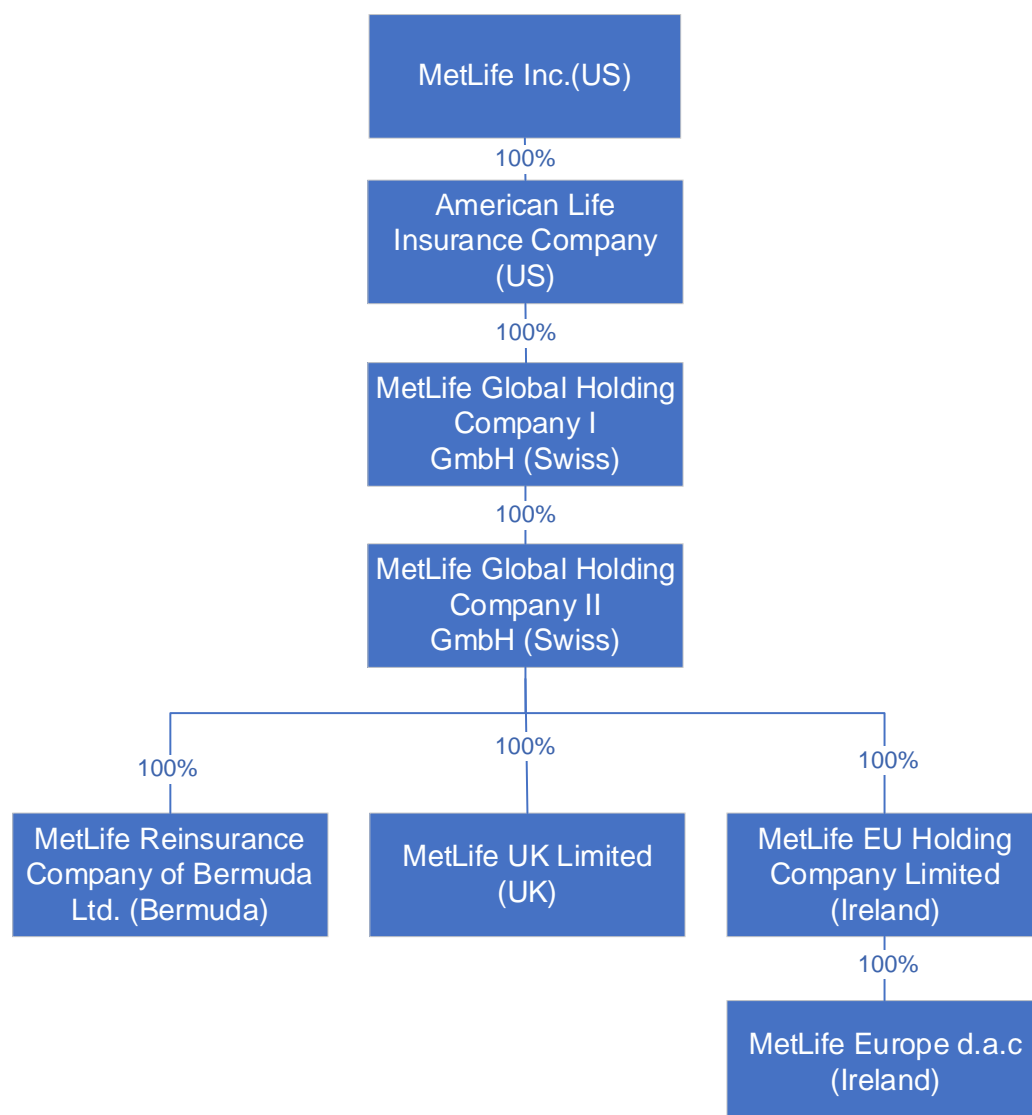 MetLife Inc.(US)
100%
American Life
Insurance Company
(US)
100%
MetLife Global Holding
Company I
GmbH (Swiss)
100%
MetLife Global Holding
Company II
GmbH (Swiss)
100%
100%
100%
MetLife Reinsurance
Company of Bermuda
Ltd. (Bermuda)
MetLife UK Limited
(UK)
MetLife EU Holding
Company Limited
(Ireland)
100%
MetLife Europe d.a.c
(Ireland)